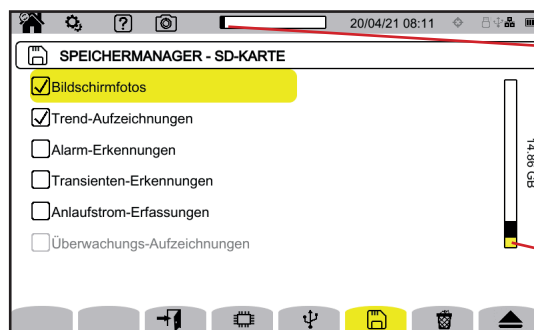 20/04/21 08:11
SPEICHERMANAGER - SD-KARTE
Bildschirmfotos
Trend-Aufzeichnungen
Alarm-Erkennungen
Transienten-Erkennungen
Anlaufstrom-Erfassungen
Überwachungs-Aufzeichnungen
14.86 GB